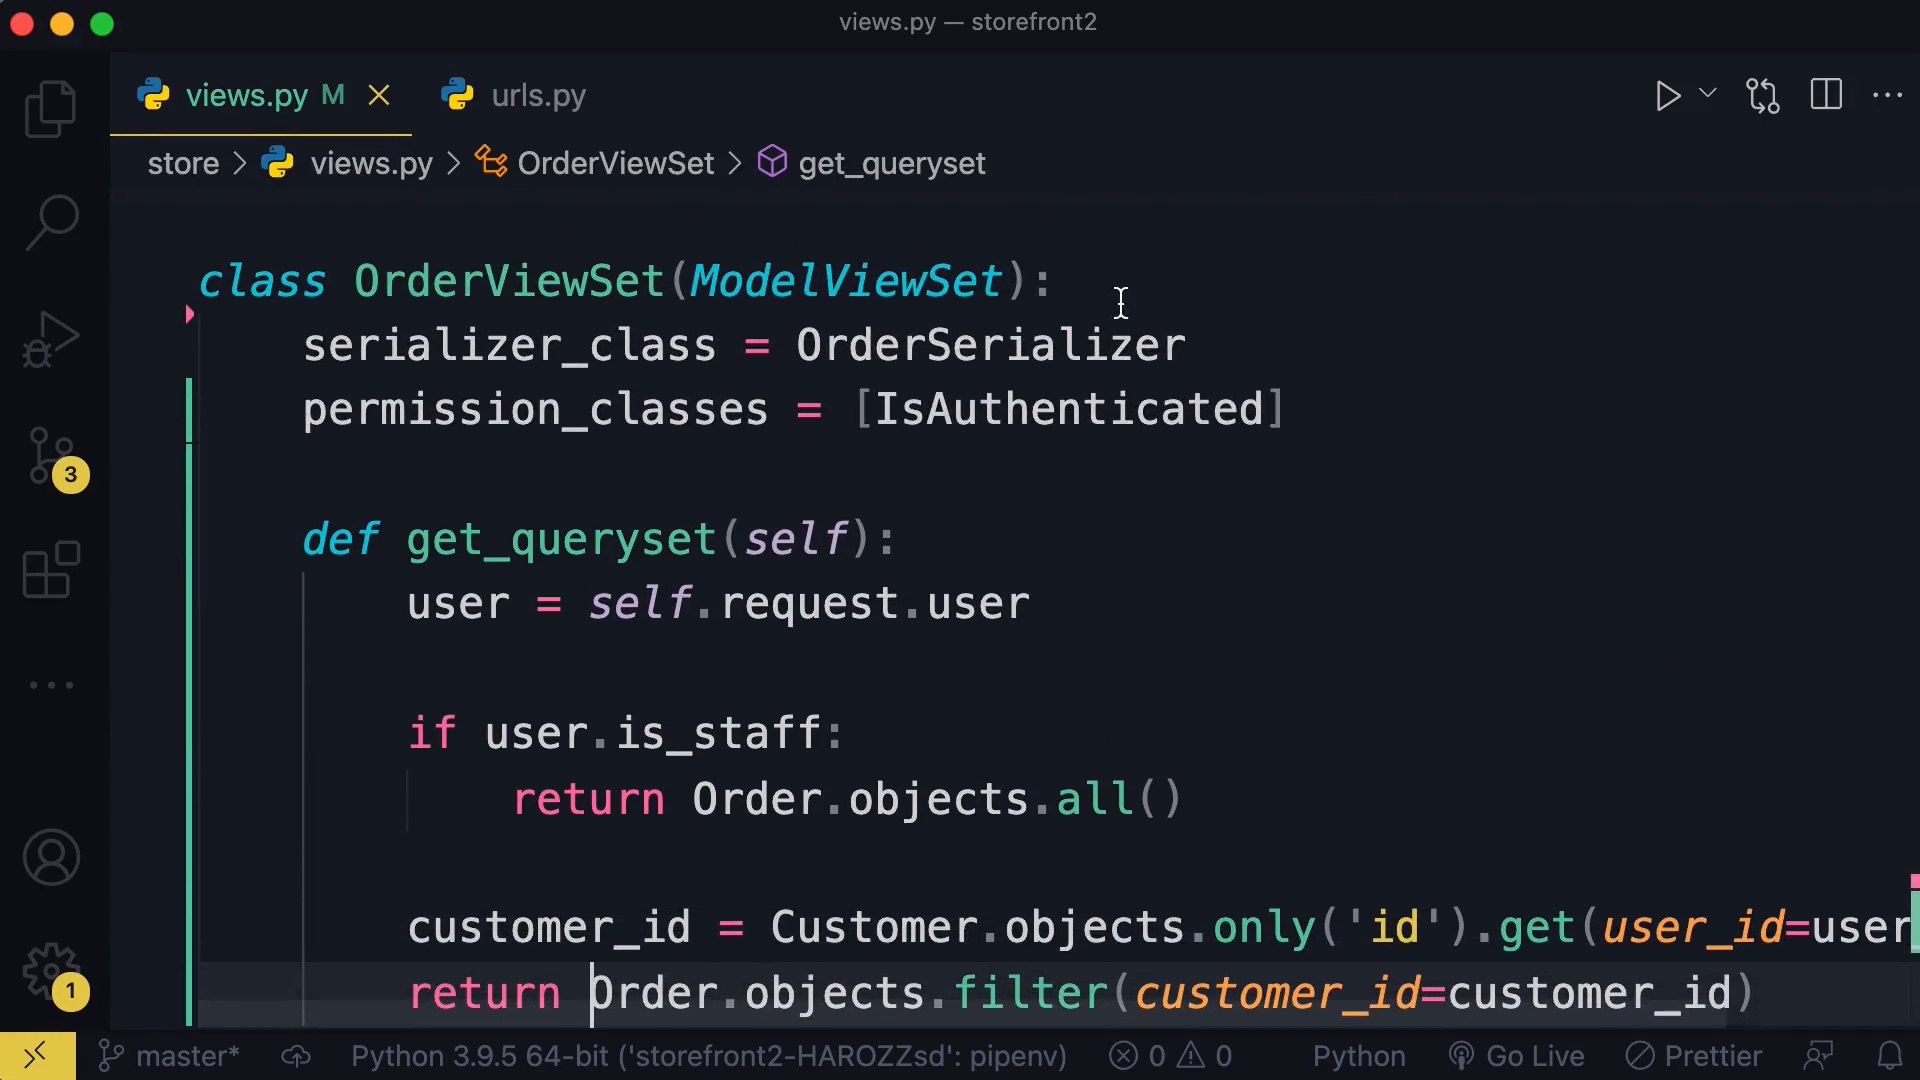 views.py — storefront2
views.py M
urls.py
store > views.py > OrderViewSet > get_queryset
class OrderViewSet(ModelViewSet):
serializer_class = OrderSerializer
permission_classes = [IsAuthenticated]
def get_queryset(self):
user = self.request.user
if user.is_staff:
return Order.objects.all()
customer_id = Customer.objects.only('id').get(user_id=user
return Order.objects.filter(customer_id=customer_id)
3
1
master* Python 3.9.5 64-bit ('storefront2-HAROZZsd': pipenv) 0 0 Python Go Live Prettier